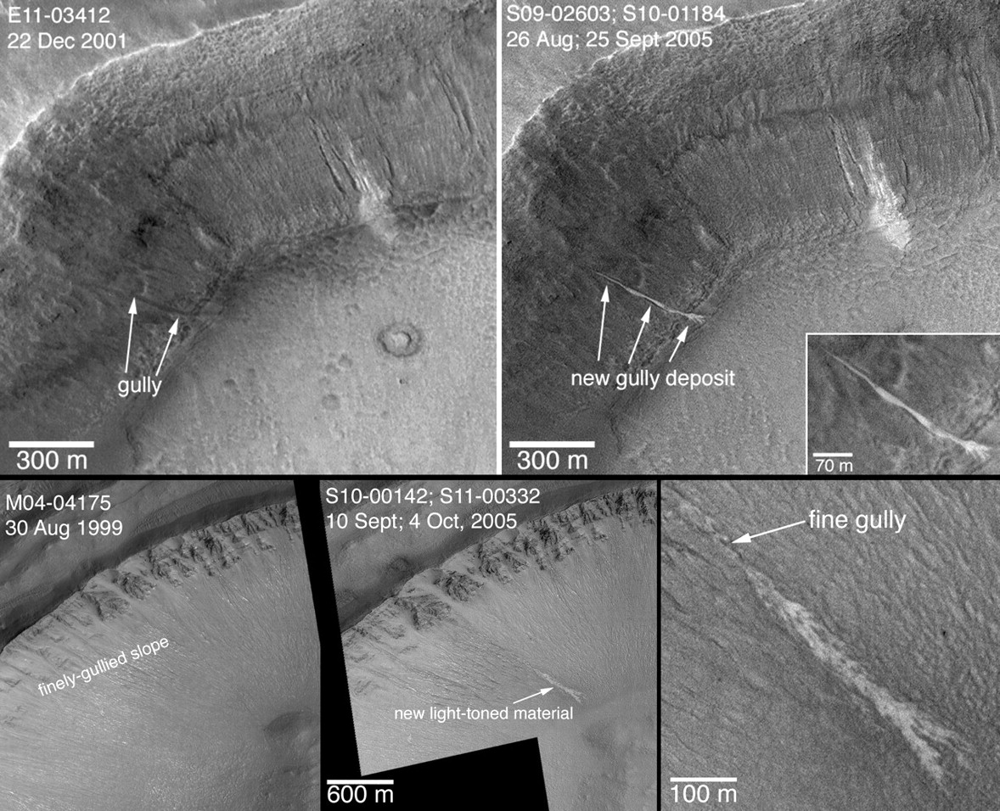 E11-03412
22 Dec 2001
gully
300 m
S09-02603; S10-01184
26 Aug; 25 Sept 2005
new gully deposit
300 m
70 m
M04-04175
30 Aug 1999
finely-gullied slope
S10-00142; S11-00332
10 Sept; 4 Oct, 2005
new light-toned material
600 m
fine gully
100 m